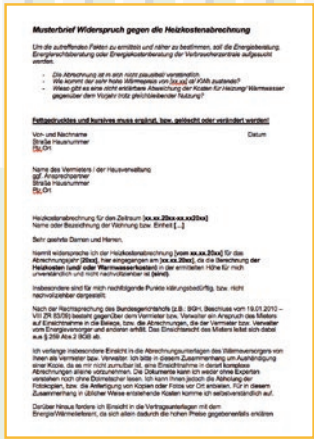 Musterbrief Widerspruch gegen die Heizkostenabrechnung
Um die zutreffenden Fakten zu ermitteln und näher zu bestimmen, soll die Energieberatung,
Energierechtsberatung oder Energiekostenberatung der Verbraucherzentrale aufgesucht
werden.
- Die Abrechnung ist in sich nicht plausibel/ verständlich.
- Wie kommt der sehr hohe Wärmepreis von [xx,xx] ct/ kWh zustande?
- Wieso gibt es eine nicht erklärbare Abweichung der Kosten für Heizung/ Warmwasser
gegenüber dem Vorjahr trotz gleichbleibender Nutzung?
Fettgedrucktes und kursives muss ergänzt, bzw. gelöscht oder verändert werden!
Vor- und Nachname Datum
Straße Hausnummer
Plz Ort
Name des Vermieters / der Hausverwaltung
ggf. Ansprechpartner
Straße Hausnummer
Plz Ort
Heizkostenabrechnung für den Zeitraum [xx.xx.20xx-xx.xx20xx]
Name oder Bezeichnung der Wohnung bzw. Einheit [...]
Sehr geehrte Damen und Herren,
hiermit widerspreche ich der Heizkostenabrechnung [vom xx.xx.20xx] für das
Abrechnungsjahr [20xx], hier eingegangen am [xx.xx.20xx], da die Berechnung der
Heizkosten (und/ oder Warmwasserkosten) in der ermittelten Höhe für mich
unverständlich und nicht nachvollziehbar ist (sind).
Insbesondere sind für mich nachfolgende Punkte klärungsbedürftig, bzw. nicht
nachvollziehbar dargestellt:
Nach der Rechtsprechung des Bundesgerichtshofs (z.B.: BGH, Beschluss vom 19.01.2010 –
VIII ZR 83/09) besteht gegenüber dem Vermieter bzw. Verwalter ein Anspruch des Mieters
auf Einsichtnahme in die Belege, bzw. die Abrechnungen, die der Vermieter bzw. Verwalter
vom Energieversorger und anderen erhält. Das Einsichtsrecht des Mieters leitet sich dabei
aus § 259 Abs.2 BGB ab.
Ich verlange insbesondere Einsicht in die Abrechnungsunterlagen des Wärmeversorgers von
Ihnen als Vermieter bzw. Verwalter. Ich bitte in diesem Zusammenhang um Aushändigung
einer Kopie, da es mir nicht zumutbar ist, eine Einsichtnahme in derart komplexe
Abrechnungen alleine vorzunehmen. Die Dokumente kann ich weder ohne Experten
verstehen noch ohne Dolmetscher lesen. Ich kann Ihnen jedoch die Abholung der
Fotokopien, bzw. die Anfertigung von Kopien oder Fotos vor Ort anbieten. Für in diesem
Zusammenhang in üblicher Weise entstehende Kosten komme ich selbstverständlich auf.
Darüber hinaus fordere ich Einsicht in die Vertragsunterlagen mit dem
Energie/Wärmelieferant, da sich allein dadurch die hohen Preise gegebenenfalls erklären